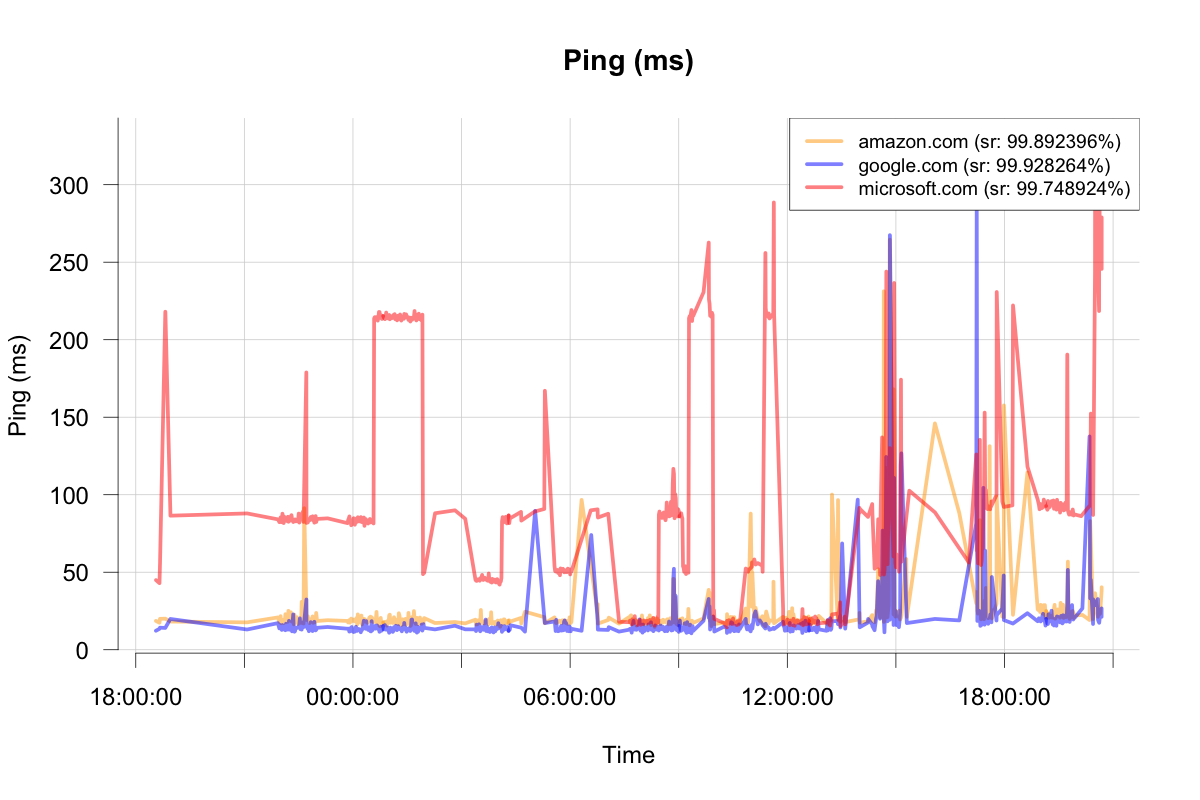 Ping (ms)
amazon.com (sr: 99.892396%)
google.com (sr: 99.928264%)
microsoft.com (sr: 99.748924%)
300
250
200
150
100
50
0
Ping (ms)
18:00:00 00:00:00 06:00:00 12:00:00 18:00:00
Time